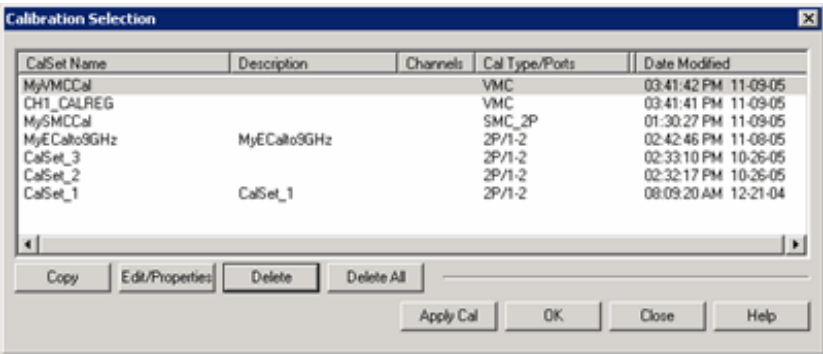 Calibration Selection
CalSet Name Description Channels Cal Type/Ports Date Modified
MyVMCCal VMC 03:41:42 PM 11-09-05
CH1_CALREG VMC 03:41:41 PM 11-09-05
MySMCCal SMC_2P 01:30:27 PM 11-09-05
MyECalto9GHz MyECalto9GHz 2P/1-2 02:42:46 PM 11-08-05
CalSet_3 2P/1-2 02:33:10 PM 10-26-05
CalSet_2 2P/1-2 02:32:17 PM 10-26-05
CalSet_1 CalSet_1 2P/1-2 08:09:20 AM 12-21-04
Copy Edit/Properties Delete Delete All
Apply Cal OK Close Help